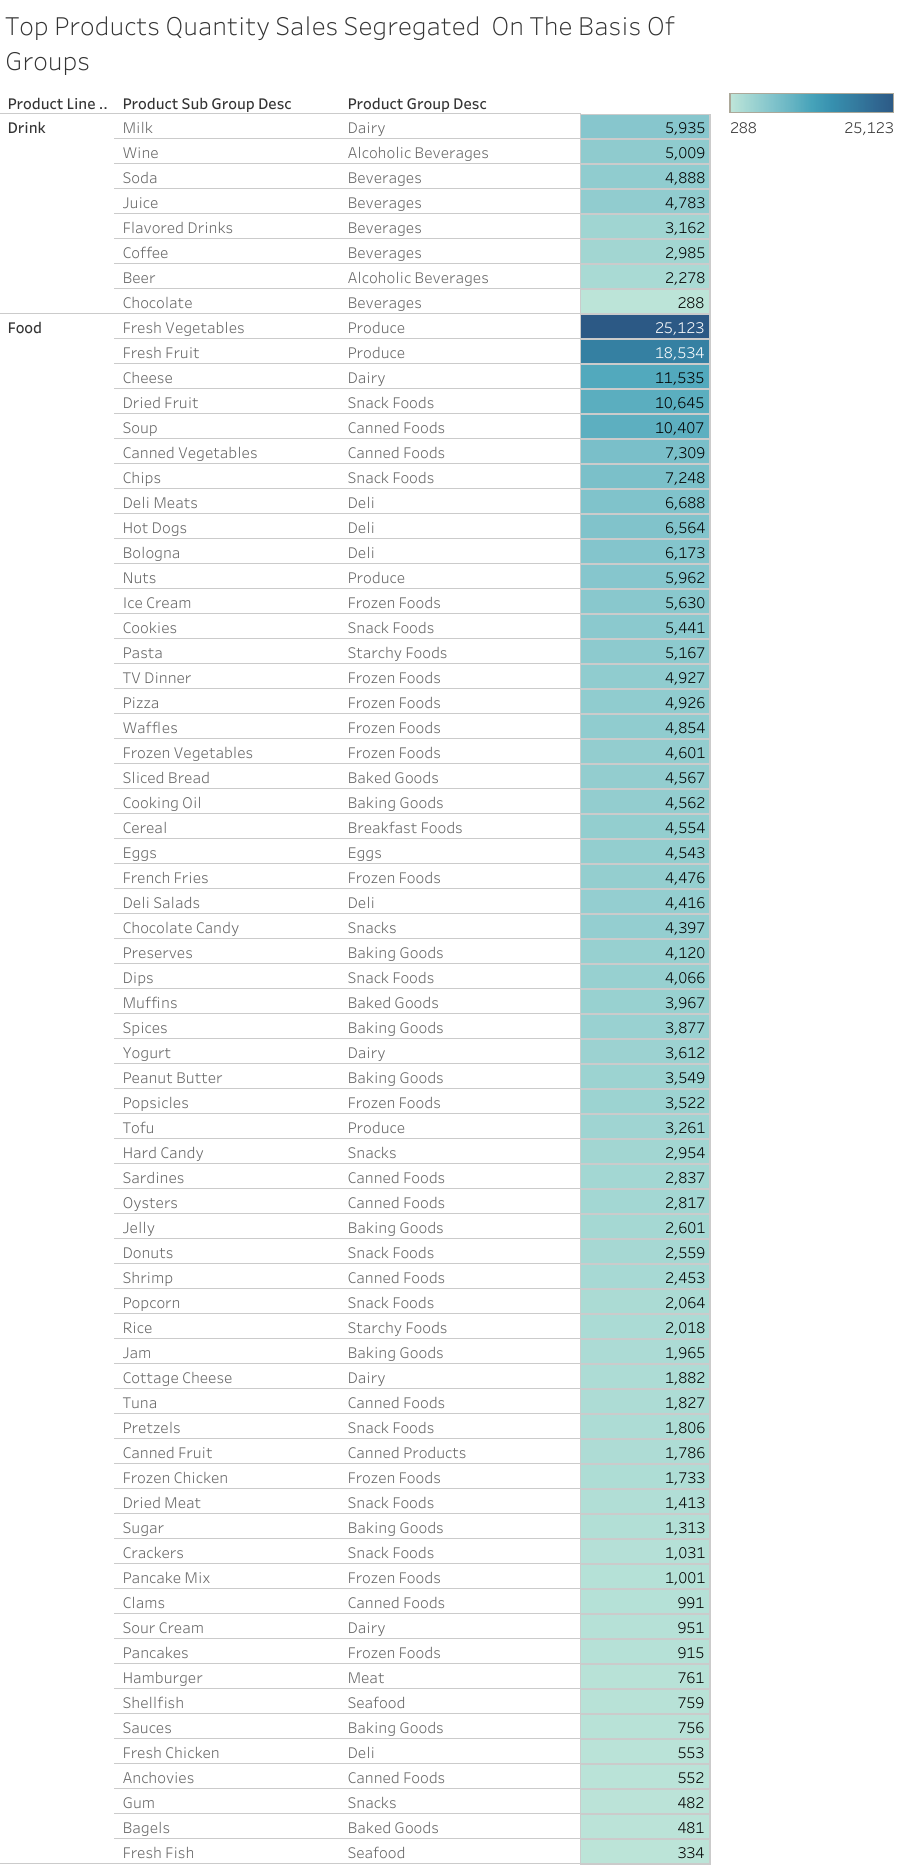 Top Products Quantity Sales Segregated  On The Basis Of
Groups
Product Line .. Product Sub Group Desc Product Group Desc
288 25,123
Drink Milk Dairy 5,935
Wine Alcoholic Beverages 5,009
Soda Beverages 4,888
Juice Beverages 4,783
Flavored Drinks Beverages 3,162
Coffee Beverages 2,985
Beer Alcoholic Beverages 2,278
Chocolate Beverages 288
Food Fresh Vegetables Produce 25,123
Fresh Fruit Produce 18,534
Cheese Dairy 11,535
Dried Fruit Snack Foods 10,645
Soup Canned Foods 10,407
Canned Vegetables Canned Foods 7,309
Chips Snack Foods 7,248
Deli Meats Deli 6,688
Hot Dogs Deli 6,564
Bologna Deli 6,173
Nuts Produce 5,962
Ice Cream Frozen Foods 5,630
Cookies Snack Foods 5,441
Pasta Starchy Foods 5,167
TV Dinner Frozen Foods 4,927
Pizza Frozen Foods 4,926
Waffles Frozen Foods 4,854
Frozen Vegetables Frozen Foods 4,601
Sliced Bread Baked Goods 4,567
Cooking Oil Baking Goods 4,562
Cereal Breakfast Foods 4,554
Eggs Eggs 4,543
French Fries Frozen Foods 4,476
Deli Salads Deli 4,416
Chocolate Candy Snacks 4,397
Preserves Baking Goods 4,120
Dips Snack Foods 4,066
Muffins Baked Goods 3,967
Spices Baking Goods 3,877
Yogurt Dairy 3,612
Peanut Butter Baking Goods 3,549
Popsicles Frozen Foods 3,522
Tofu Produce 3,261
Hard Candy Snacks 2,954
Sardines Canned Foods 2,837
Oysters Canned Foods 2,817
Jelly Baking Goods 2,601
Donuts Snack Foods 2,559
Shrimp Canned Foods 2,453
Popcorn Snack Foods 2,064
Rice Starchy Foods 2,018
Jam Baking Goods 1,965
Cottage Cheese Dairy 1,882
Tuna Canned Foods 1,827
Pretzels Snack Foods 1,806
Canned Fruit Canned Products 1,786
Frozen Chicken Frozen Foods 1,733
Dried Meat Snack Foods 1,413
Sugar Baking Goods 1,313
Crackers Snack Foods 1,031
Pancake Mix Frozen Foods 1,001
Clams Canned Foods 991
Sour Cream Dairy 951
Pancakes Frozen Foods 915
Hamburger Meat 761
Shellfish Seafood 759
Sauces Baking Goods 756
Fresh Chicken Deli 553
Anchovies Canned Foods 552
Gum Snacks 482
Bagels Baked Goods 481
Fresh Fish Seafood 334